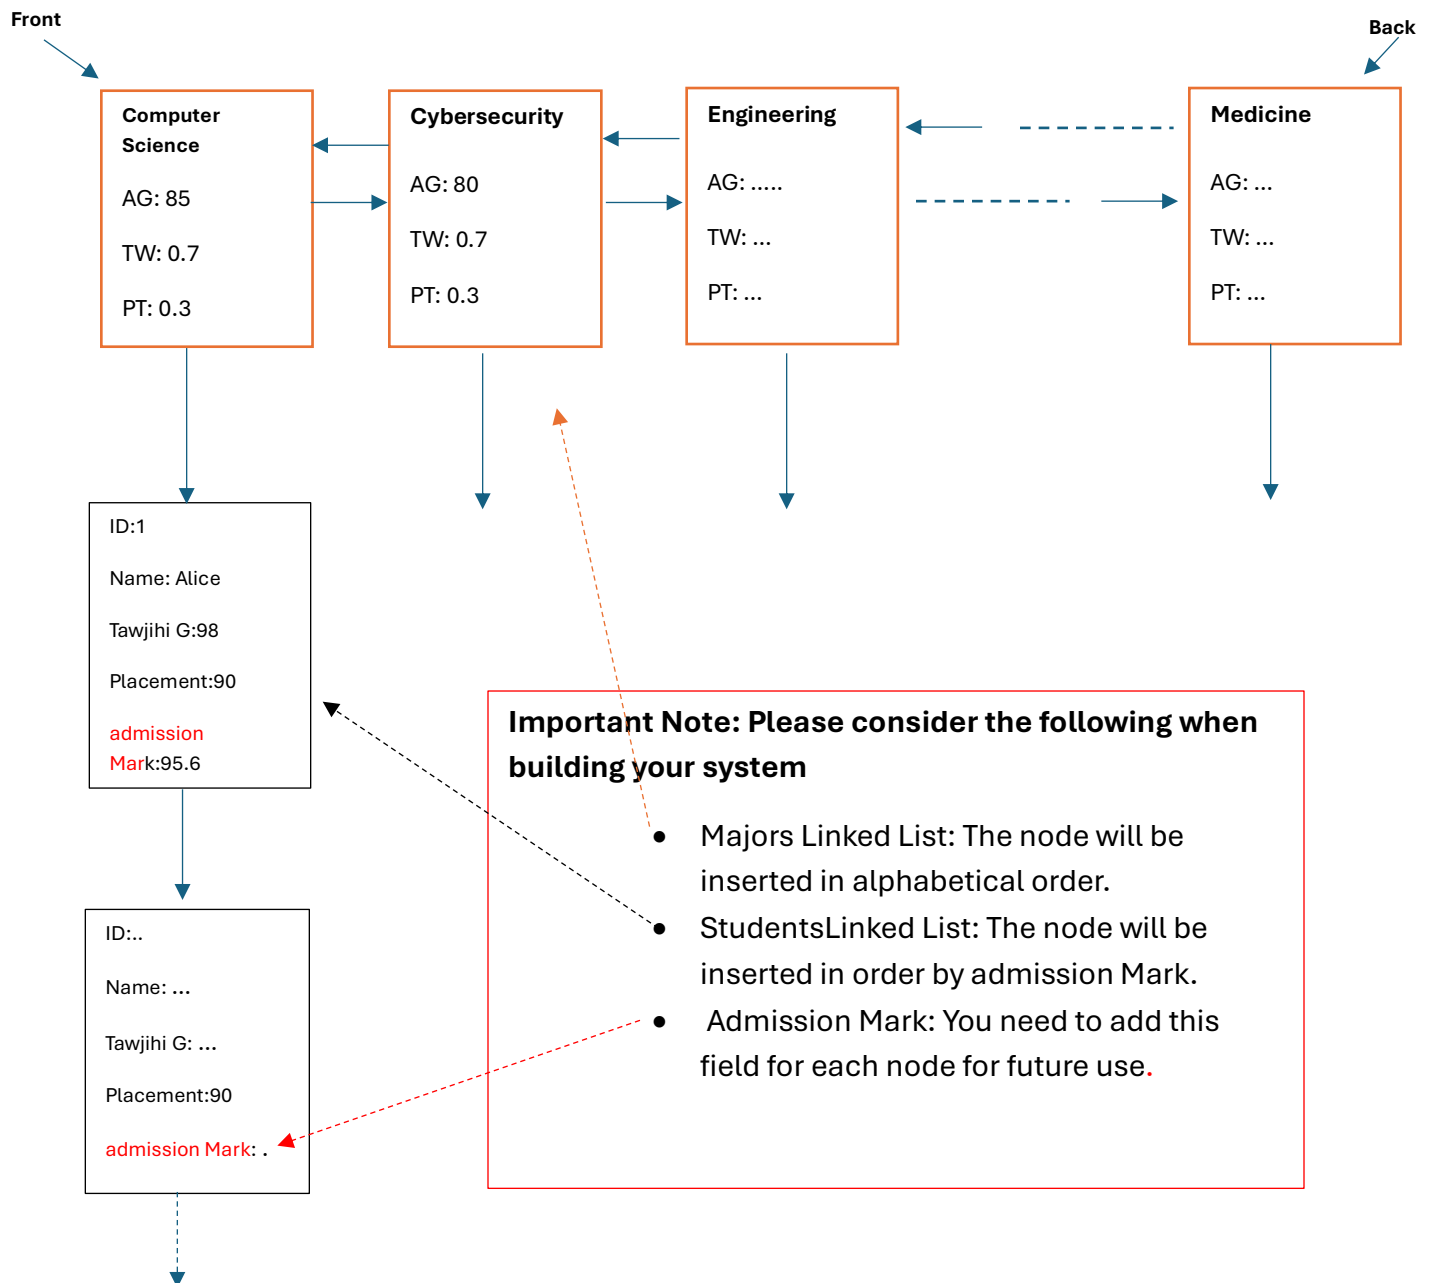 Front
Back
Computer
Science
AG: 85
TW: 0.7
PT: 0.3
Cybersecurity
AG: 80
TW: 0.7
PT: 0.3
Engineering
AG: .....
TW: ...
PT: ...
Medicine
AG: ...
TW: ...
PT: ...
ID:1
Name: Alice
Tawjihi G:98
Placement:90
admission
Mark:95.6
ID:..
Name: ...
Tawjihi G: ...
Placement:90
admission Mark: .
Important Note: Please consider the following when
building your system
• Majors Linked List: The node will be
inserted in alphabetical order.
• StudentsLinked List: The node will be
inserted in order by admission Mark.
• Admission Mark: You need to add this
field for each node for future use.